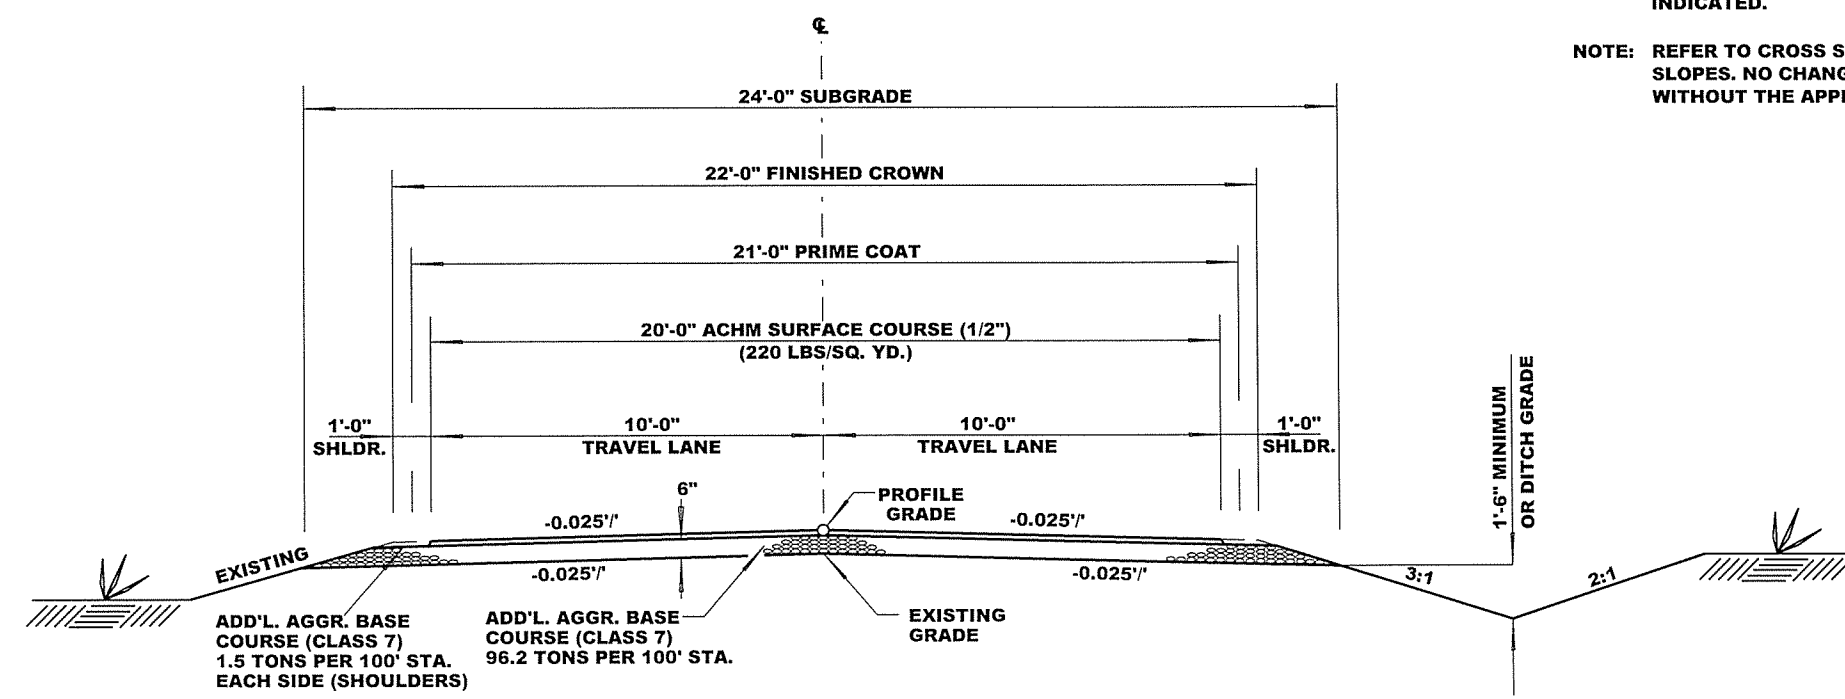 ℄
INDICATED.
NOTE: REFER TO CROSS S
SLOPES. NO CHANG
WITHOUT THE APP
24'-0" SUBGRADE
22'-0" FINISHED CROWN
21'-0" PRIME COAT
20'-0" ACHM SURFACE COURSE (1/2")
(220 LBS/SQ. YD.)
1'-0"
SHLDR.
10'-0"
TRAVEL LANE
10'-0"
TRAVEL LANE
1'-0"
SHLDR.
1'-6" MINIMUM
OR DITCH GRADE
6"
PROFILE
GRADE
-0.025'/'
-0.025'/'
EXISTING
-0.025'/'
-0.025'/'
3:1
2:1
ADD'L. AGGR. BASE
COURSE (CLASS 7)
1.5 TONS PER 100' STA.
EACH SIDE (SHOULDERS)
ADD'L. AGGR. BASE
COURSE (CLASS 7)
96.2 TONS PER 100' STA.
EXISTING
GRADE